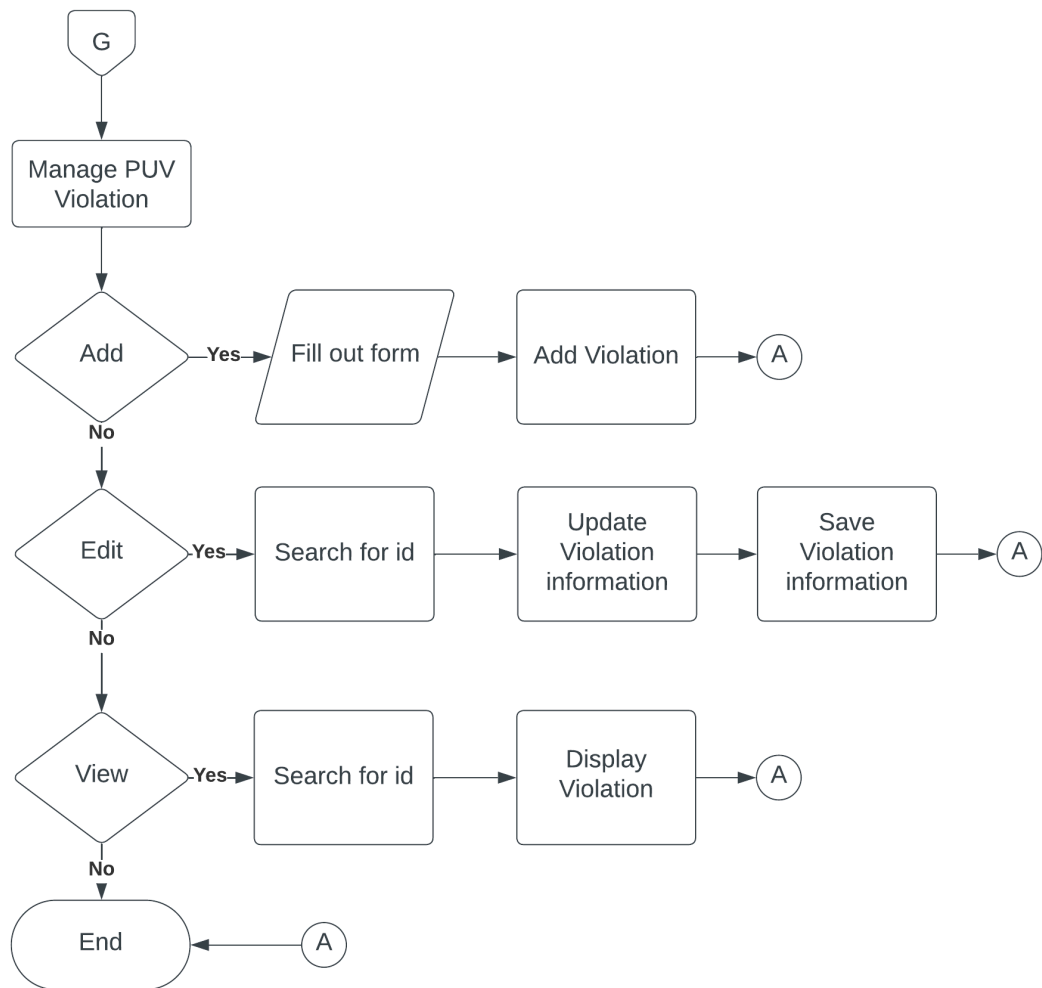 G
Manage PUV
Violation
Add
Yes
Fill out form
Add Violation
A
No
Edit
Yes
Search for id
Update
Violation
information
Save
Violation
information
A
No
View
Yes
Search for id
Display
Violation
A
No
End
A